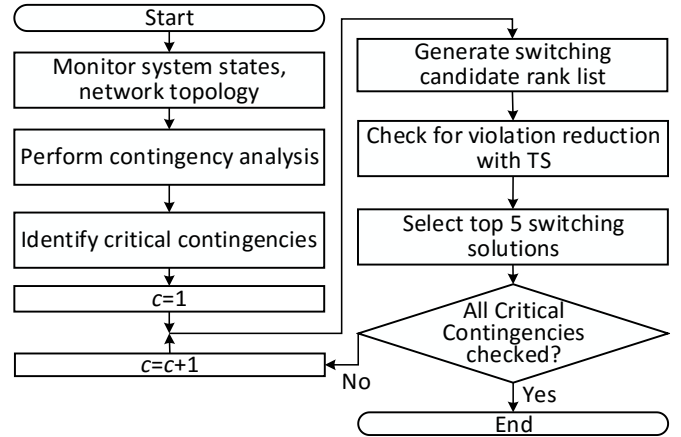 Start
Monitor system states,
network topology
Perform contingency analysis
Identify critical contingencies
c=1
c=c+1
Generate switching
candidate rank list
Check for violation reduction
with TS
Select top 5 switching
solutions
All Critical
Contingencies
checked?
No
Yes
End